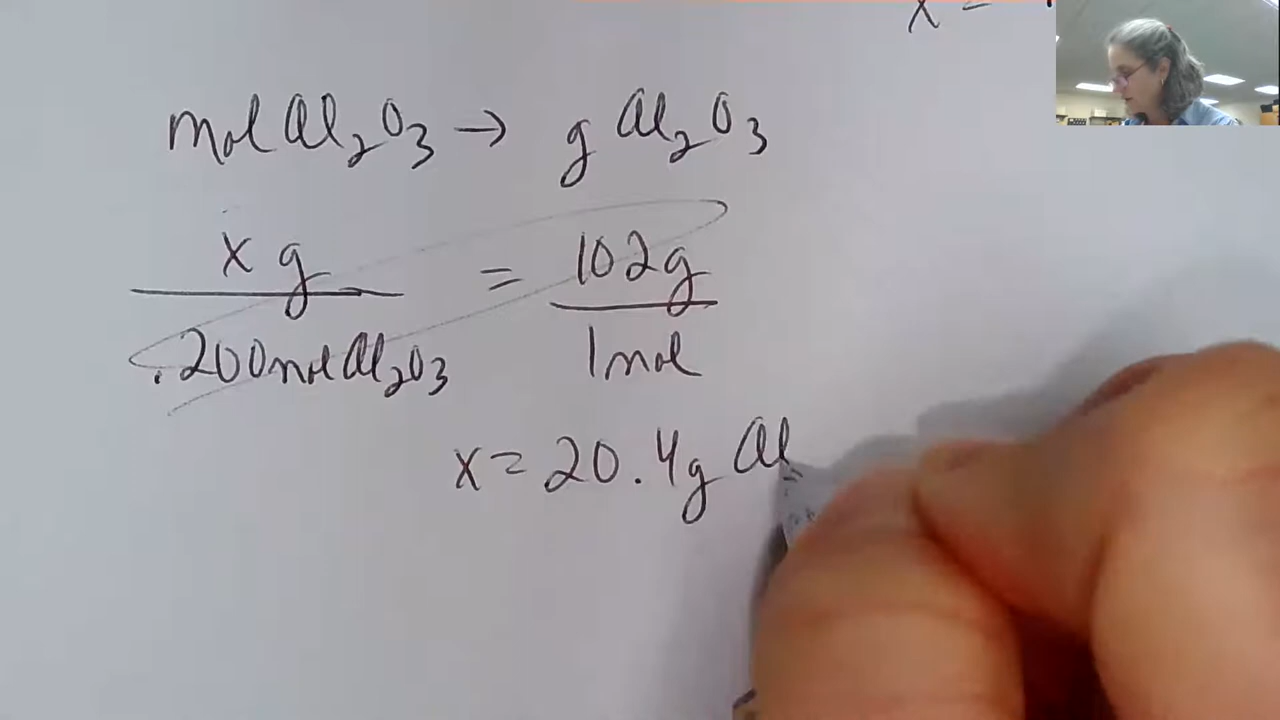 x =
mol Al2O3 → g Al2O3
x g / .200 mol Al2O3 = 102g / 1 mol
x = 20.4g Al